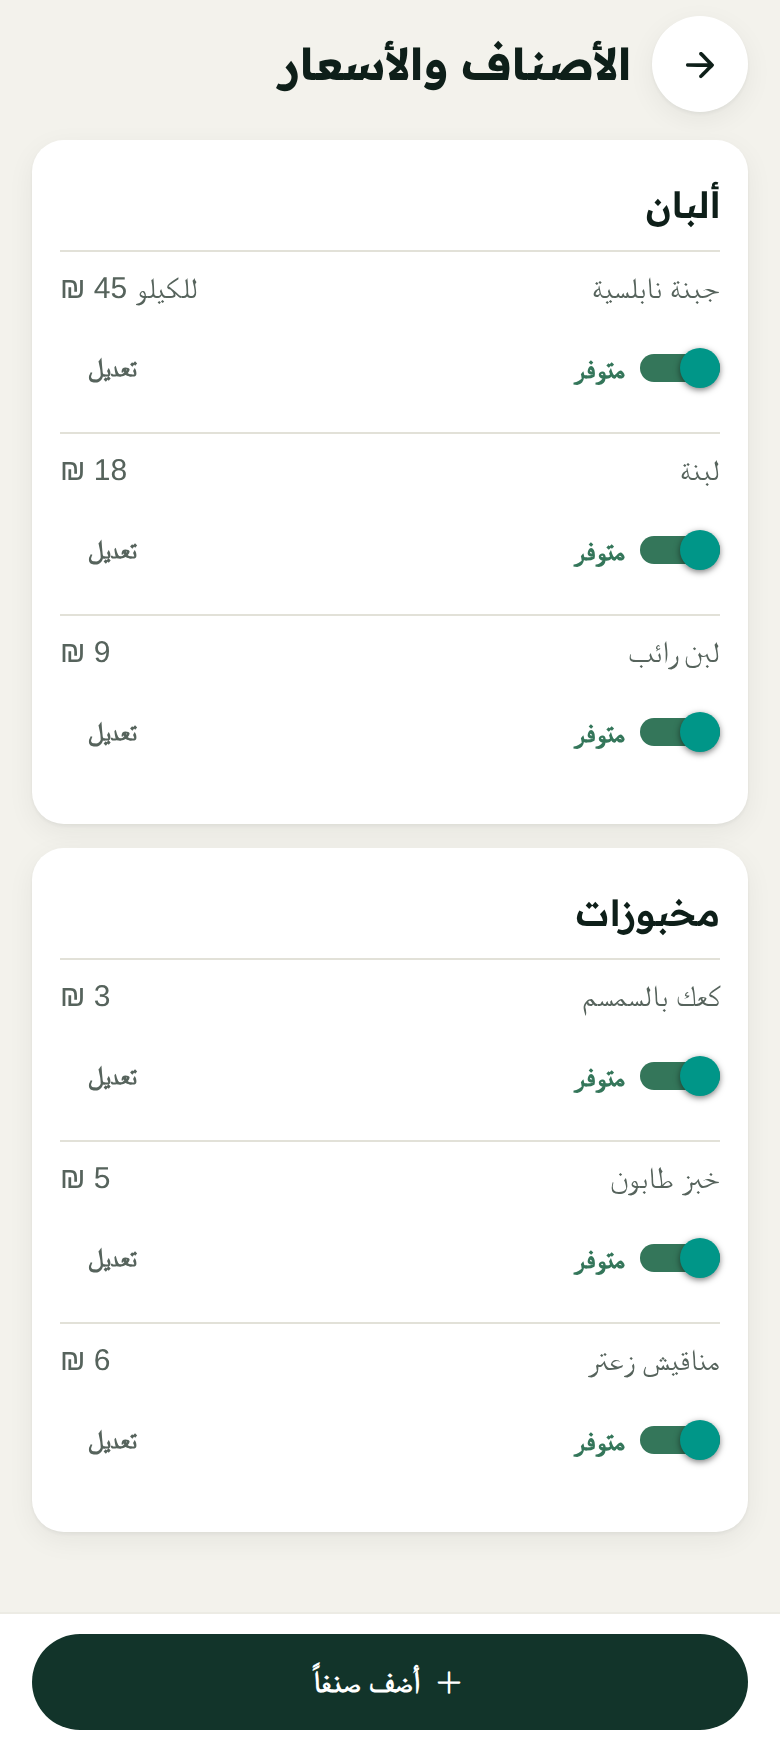 الأصناف والأسعار
ألبان
جبنة نابلسية
للكيلو 45 ₪
متوفر
تعديل
لبنة
18 ₪
متوفر
تعديل
لبن رائب
9 ₪
متوفر
تعديل
مخبوزات
كعك بالسمسم
3 ₪
متوفر
تعديل
خبز طابون
5 ₪
متوفر
تعديل
مناقيش زعتر
6 ₪
متوفر
تعديل
+ أضف صنفاً